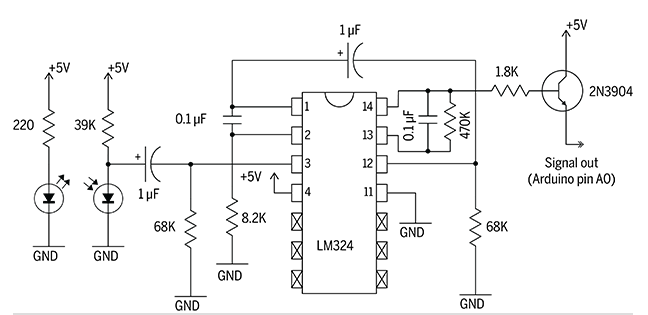 1 µF
+5V
+5V
+5V
+
1.8K
2N3904
220
39K
0.1 µF
1
14
0.1 µF
470K
2
13
Signal out
(Arduino pin A0)
+
1 µF
3
12
+5V
4
11
68K
8.2K
GND
68K
LM324
GND
GND
GND
GND
GND